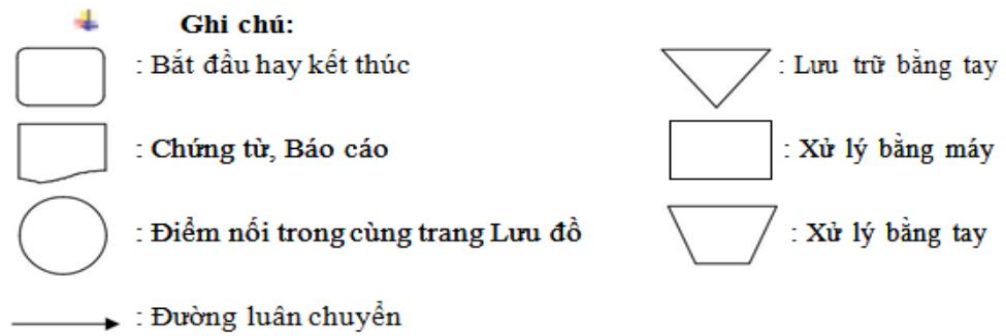 Ghi chú:
: Bắt đầu hay kết thúc
: Lưu trữ bằng tay
: Chứng từ, Báo cáo
: Xử lý bằng máy
: Điểm nối trong cùng trang Lưu đồ
: Xử lý bằng tay
: Đường luân chuyển